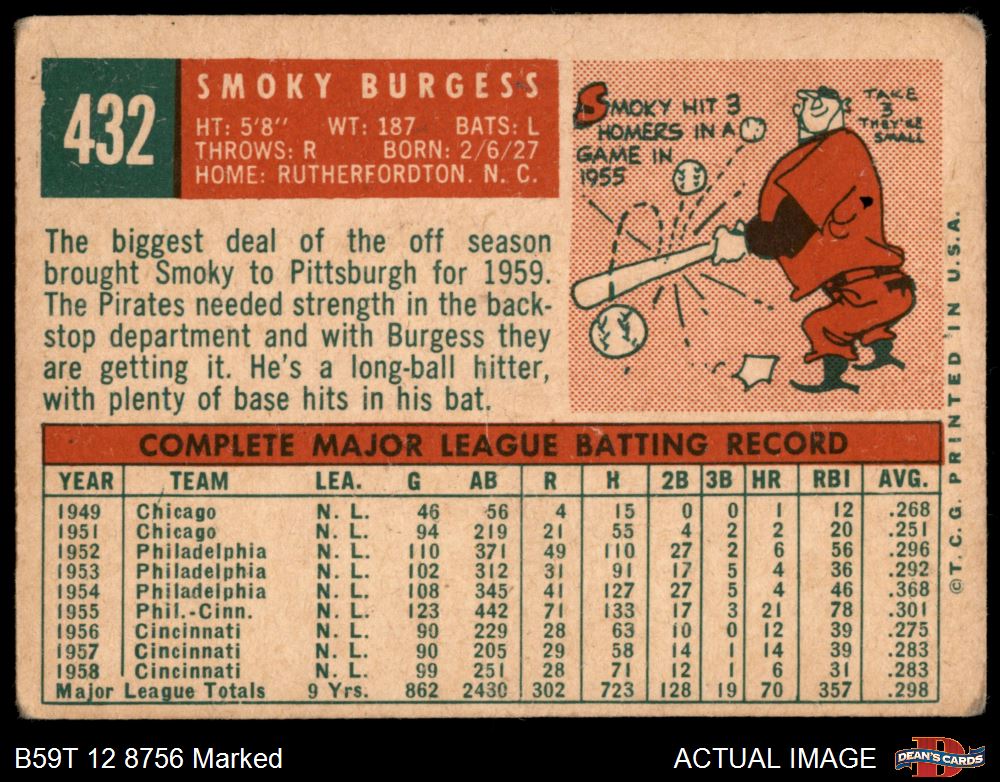 432
SMOKY BURGESS
HT: 5'8" WT: 187 BATS: L
THROWS: R BORN: 2/6/27
HOME: RUTHERFORDTON. N. C.
SMOKY HIT 3
HOMERS IN A
GAME IN
1955
TAKE
3
THEY'RE
SMALL
The biggest deal of the off season
brought Smoky to Pittsburgh for 1959.
The Pirates needed strength in the back-
stop department and with Burgess they
are getting it. He's a long-ball hitter,
with plenty of base hits in his bat.
COMPLETE MAJOR LEAGUE BATTING RECORD
YEAR TEAM LEA. G AB R H 2B 3B HR RBI AVG.
1949 Chicago N. L. 46 56 4 15 0 0 1 12 .268
1951 Chicago N. L. 94 219 21 55 4 2 2 20 .251
1952 Philadelphia N. L. 110 371 49 110 27 2 6 56 .296
1953 Philadelphia N. L. 102 312 31 91 17 5 4 36 .292
1954 Philadelphia N. L. 108 345 41 127 27 5 4 46 .368
1955 Phil.-Cinn. N. L. 123 442 71 133 17 3 21 78 .301
1956 Cincinnati N. L. 90 229 28 63 10 0 12 39 .275
1957 Cincinnati N. L. 90 205 29 58 14 1 14 39 .283
1958 Cincinnati N. L. 99 251 28 71 12 1 6 31 .283
Major League Totals 9 Yrs. 862 2430 302 723 128 19 70 357 .298
©T. C. G. PRINTED IN U.S.A.
B59T 12 8756 Marked
ACTUAL IMAGE
D
DEAN'S CARDS